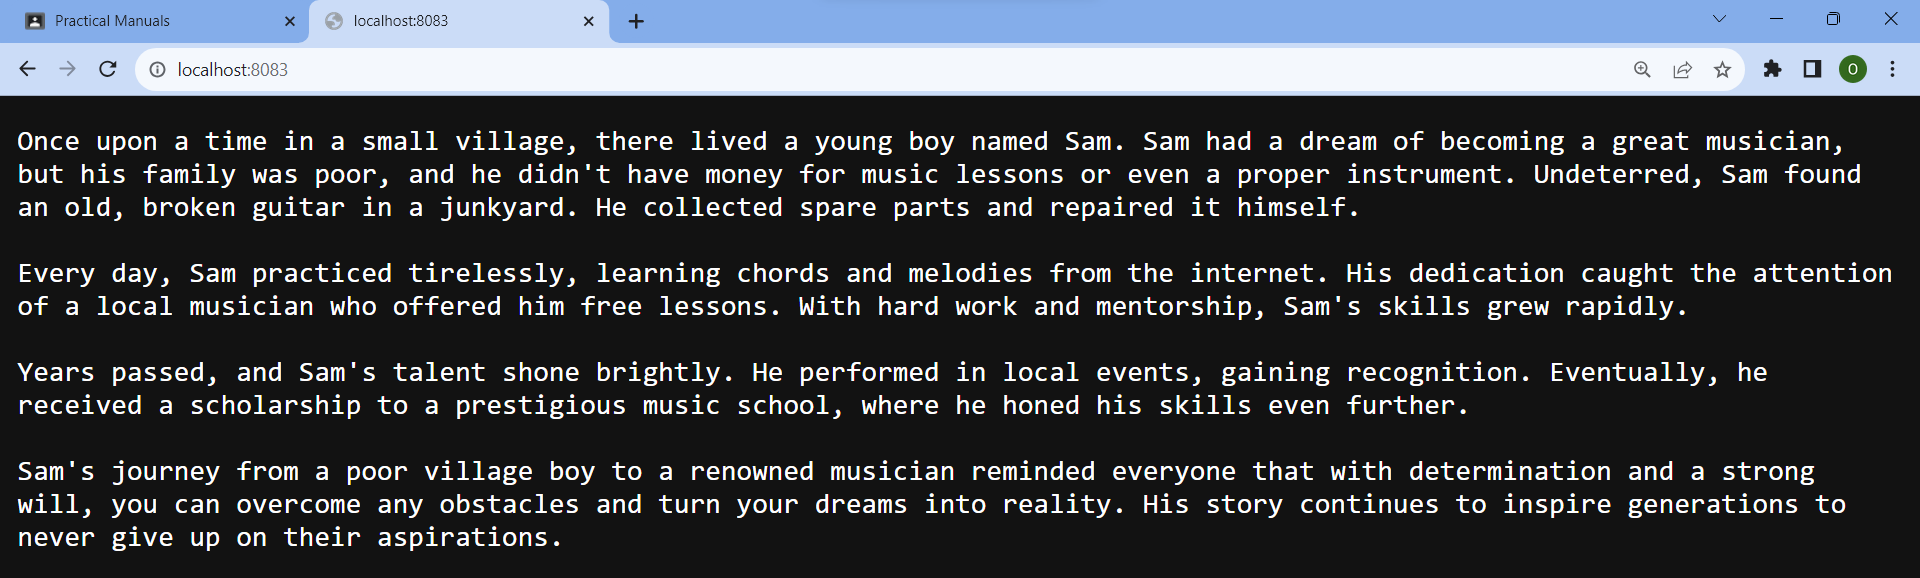 Practical Manuals
localhost:8083
localhost:8083
O
Once upon a time in a small village, there lived a young boy named Sam. Sam had a dream of becoming a great musician,
but his family was poor, and he didn't have money for music lessons or even a proper instrument. Undeterred, Sam found
an old, broken guitar in a junkyard. He collected spare parts and repaired it himself.
Every day, Sam practiced tirelessly, learning chords and melodies from the internet. His dedication caught the attention
of a local musician who offered him free lessons. With hard work and mentorship, Sam's skills grew rapidly.
Years passed, and Sam's talent shone brightly. He performed in local events, gaining recognition. Eventually, he
received a scholarship to a prestigious music school, where he honed his skills even further.
Sam's journey from a poor village boy to a renowned musician reminded everyone that with determination and a strong
will, you can overcome any obstacles and turn your dreams into reality. His story continues to inspire generations to
never give up on their aspirations.